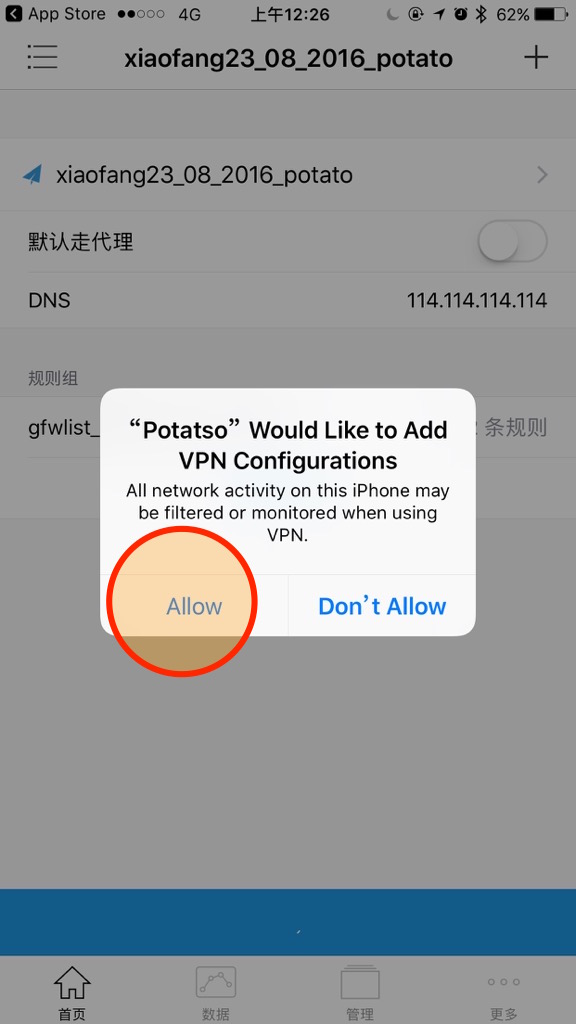 App Store 4G 上午12:26 62%
xiaofang23_08_2016_potato
xiaofang23_08_2016_potato
默认走代理
DNS 114.114.114.114
规则组
gfwlist_ 条规则
“Potatso” Would Like to Add
VPN Configurations
All network activity on this iPhone may
be filtered or monitored when using
VPN.
Allow Don’t Allow
首页 数据 管理 更多